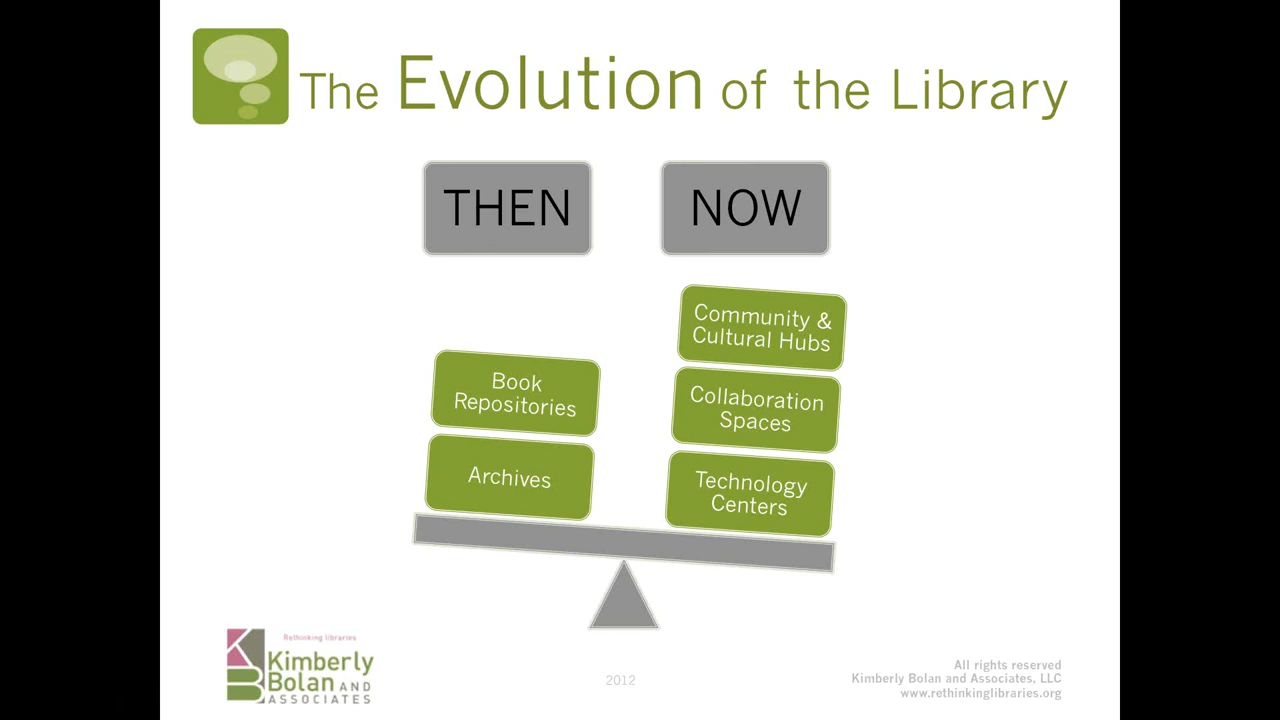 The Evolution of the Library
THEN
NOW
Book
Repositories
Archives
Community &
Cultural Hubs
Collaboration
Spaces
Technology
Centers
Rethinking libraries
Kimberly
Bolan AND
ASSOCIATES
2012
All rights reserved
Kimberly Bolan and Associates, LLC
www.rethinkinglibraries.org